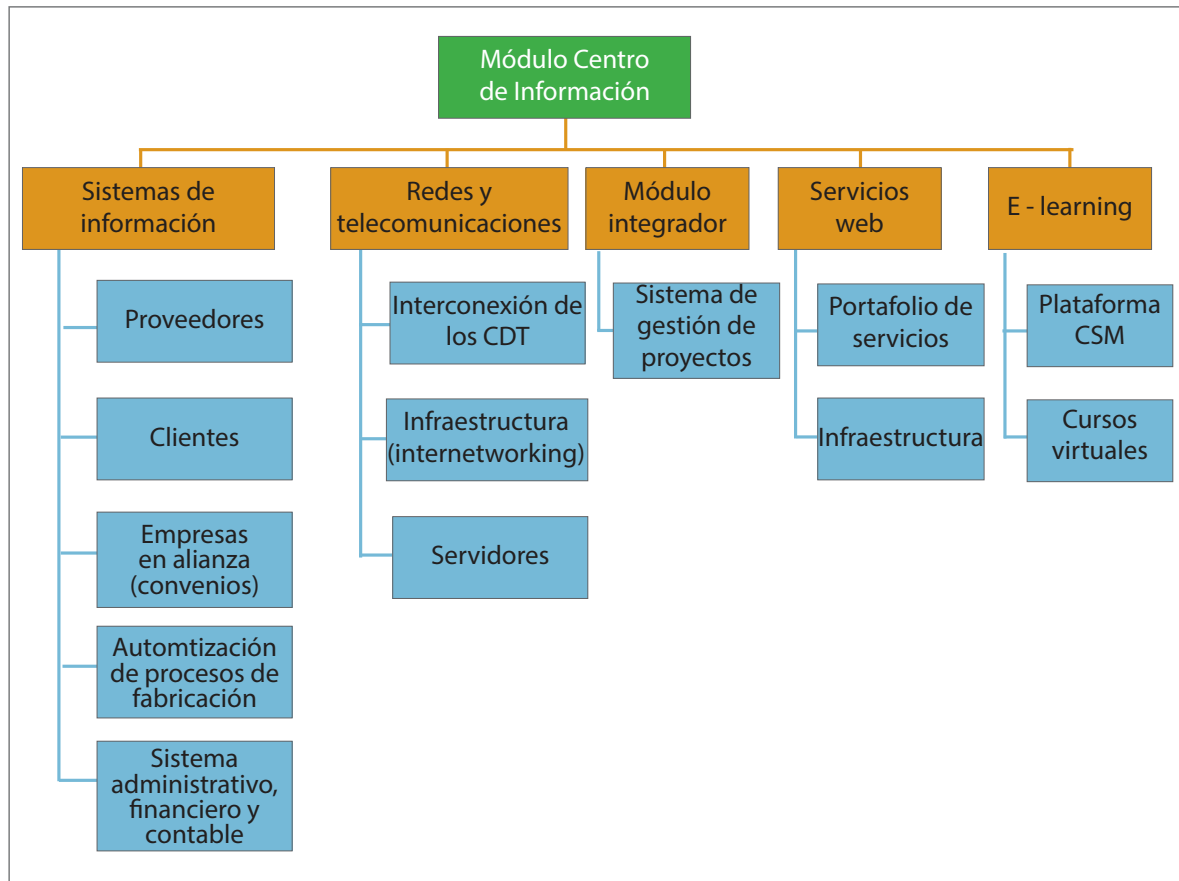 Módulo Centro
de Información
Sistemas de
información
Proveedores
Clientes
Empresas
en alianza
(convenios)
Automtización
de procesos de
fabricación
Sistema
administrativo,
financiero y
contable
Redes y
telecomunicaciones
Interconexión de
los CDT
Infraestructura
(internetworking)
Servidores
Módulo
integrador
Sistema de
gestión de
proyectos
Servicios
web
Portafolio de
servicios
Infraestructura
E - learning
Plataforma
CSM
Cursos
virtuales